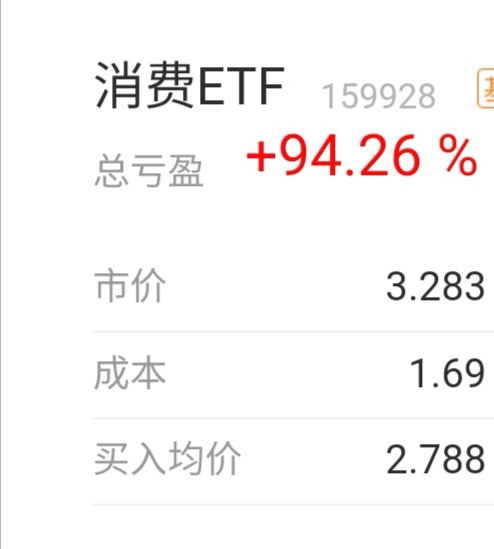 消费ETF 159928
总亏盈 +94.26 %
市价 3.283
成本 1.69
买入均价 2.788